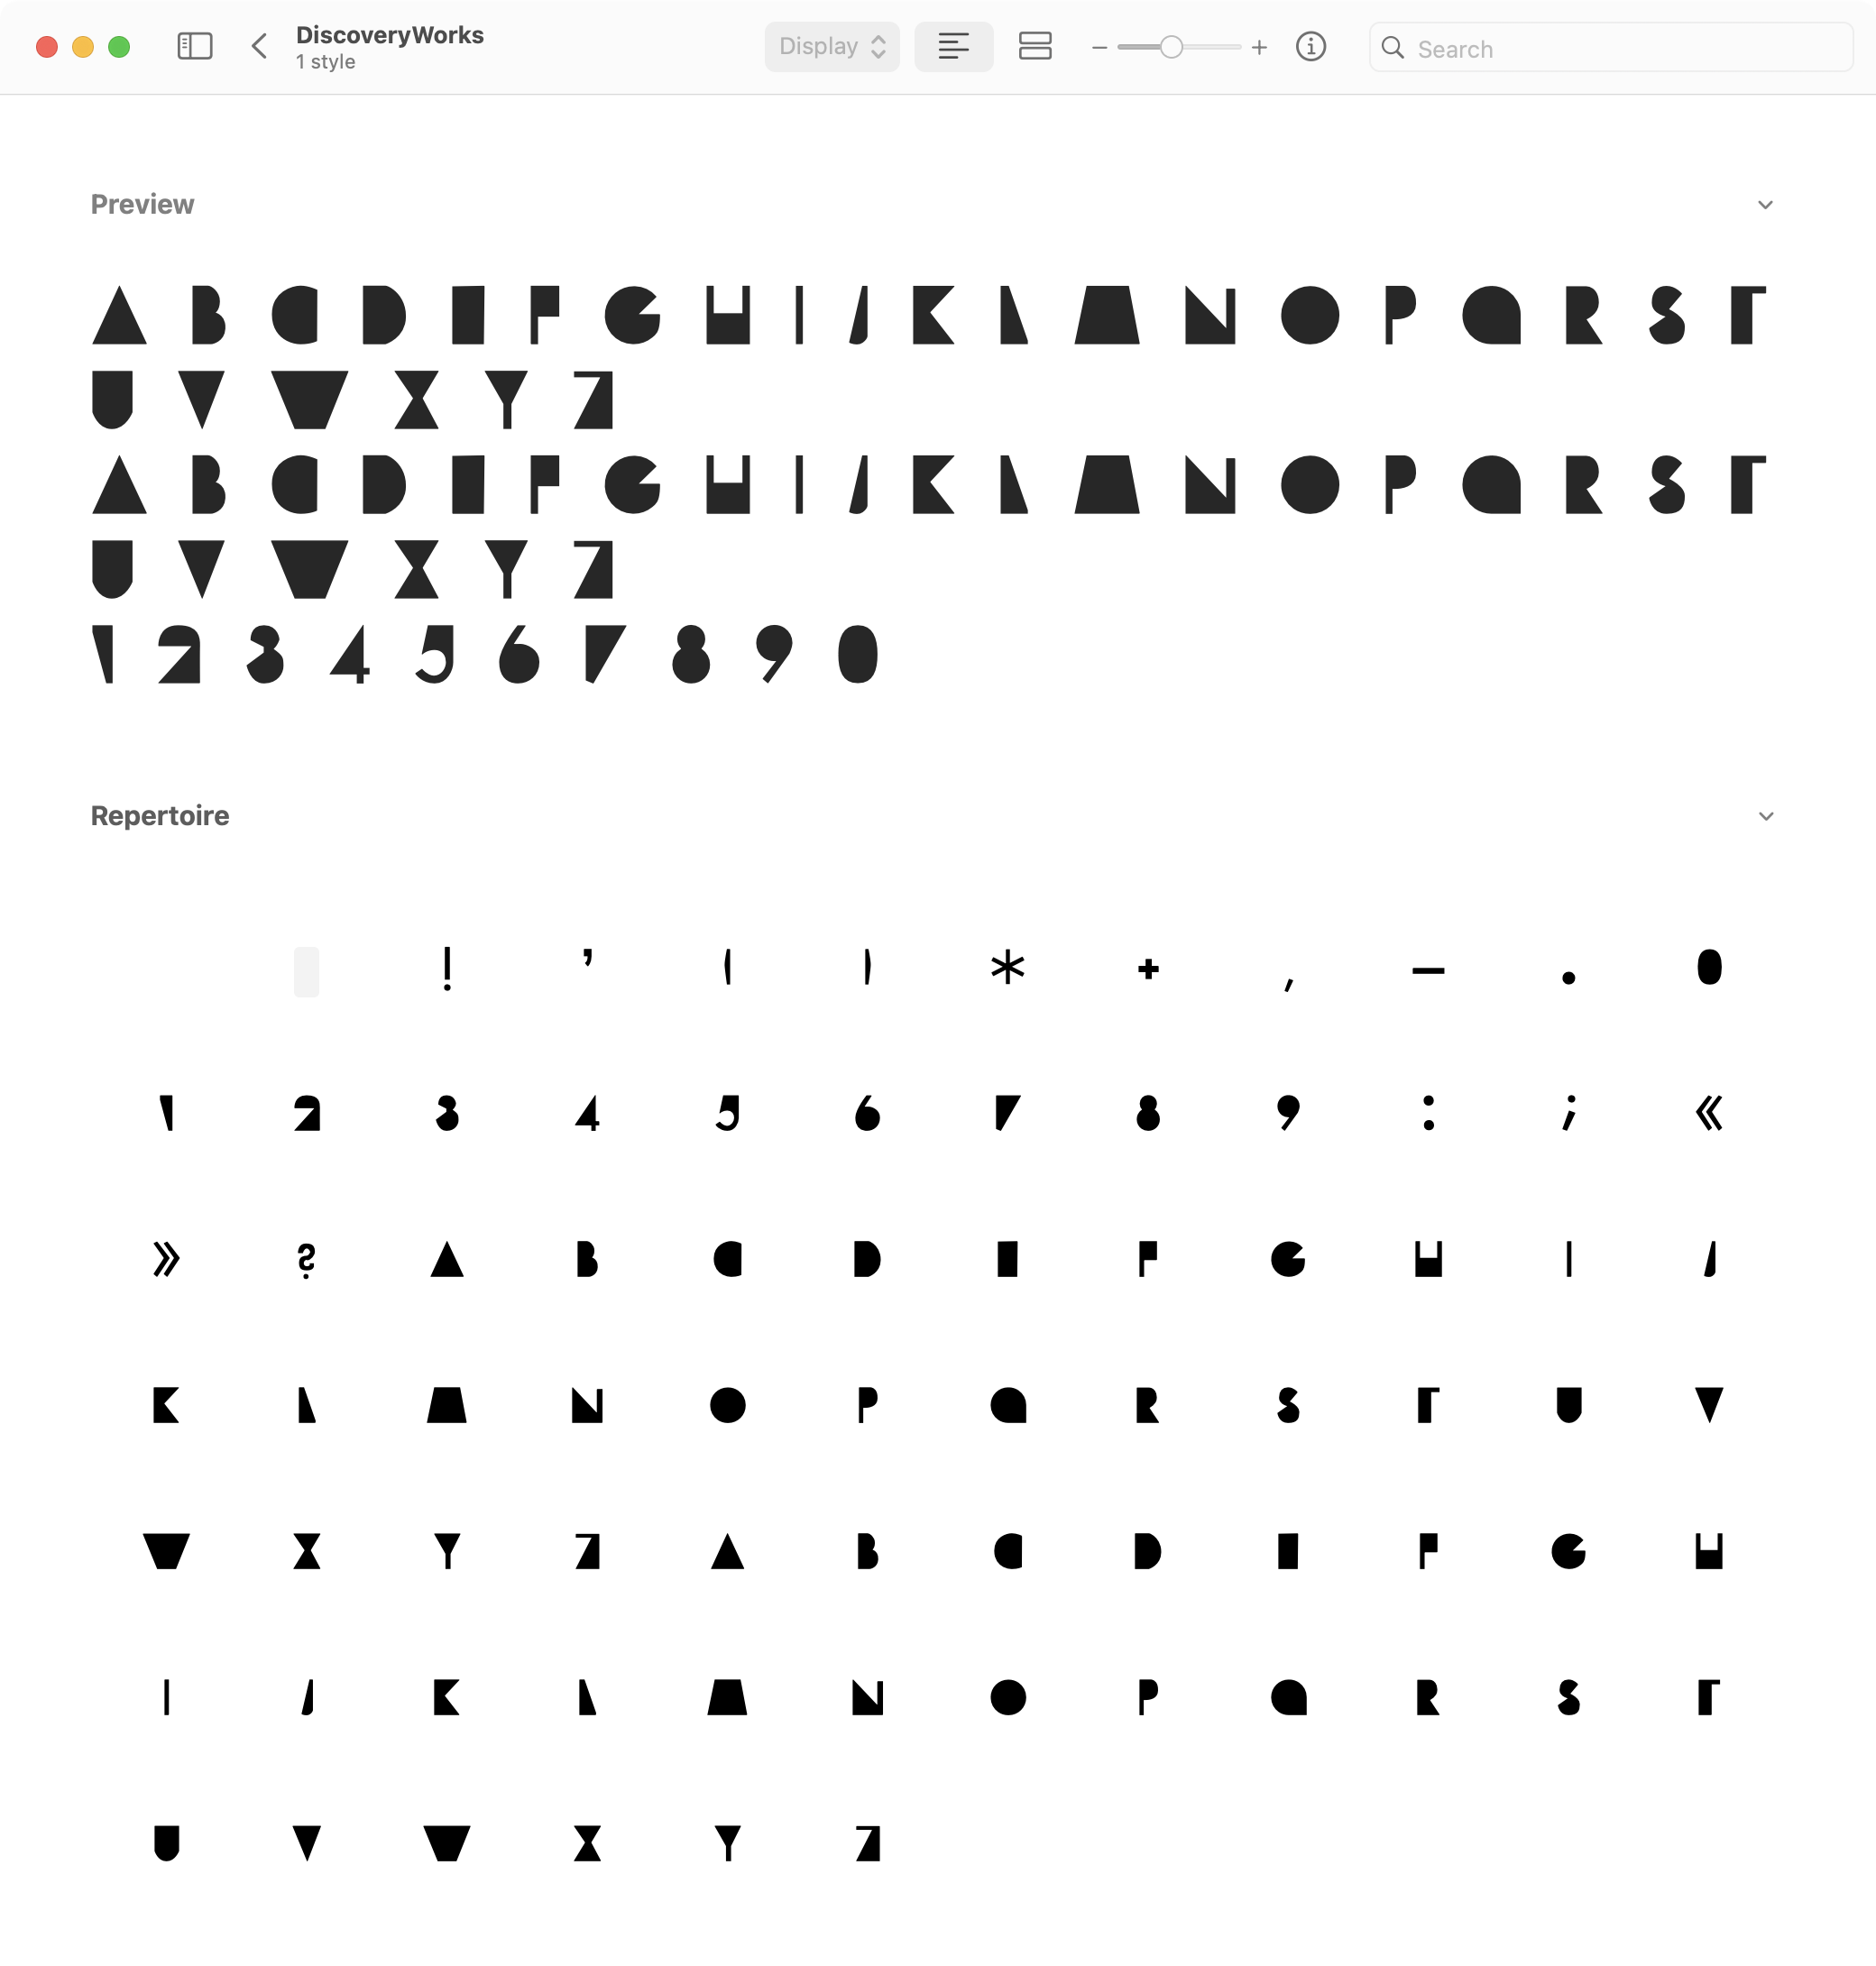 DiscoveryWorks
1 style
Display
Search
Preview
A B C D E F G H I J K L M N O P Q R S T
U V W X Y Z
A B C D E F G H I J K L M N O P Q R S T
U V W X Y Z
1 2 3 4 5 6 7 8 9 0
Repertoire
! ’ ( ) * + , — . 0
1 2 3 4 5 6 7 8 9 : ; «
» ? A B C D E F G H I J
K L M N O P Q R S T U V
W X Y Z A B C D E F G H
I J K L M N O P Q R S T
U V W X Y Z